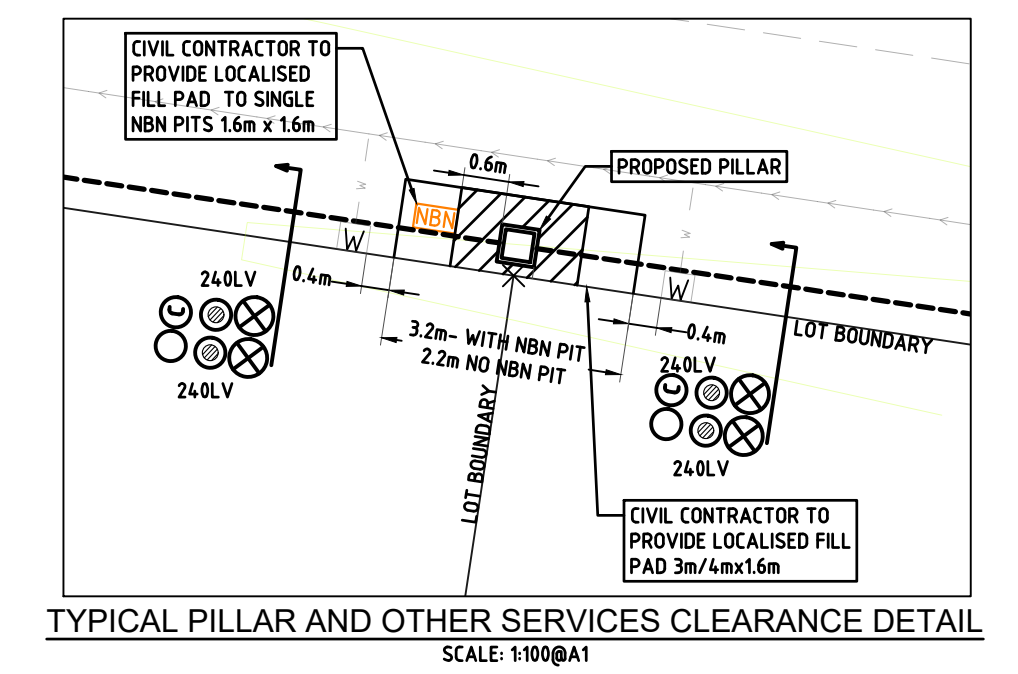 CIVIL CONTRACTOR TO
PROVIDE LOCALISED
FILL PAD TO SINGLE
NBN PITS 1.6m x 1.6m
0.6m
PROPOSED PILLAR
NBN
W
W
W
W
240LV
0.4m
240LV
3.2m- WITH NBN PIT
2.2m NO NBN PIT
0.4m
LOT BOUNDARY
240LV
240LV
LOT BOUNDARY
C
C
CIVIL CONTRACTOR TO
PROVIDE LOCALISED FILL
PAD 3m/4mx1.6m
TYPICAL PILLAR AND OTHER SERVICES CLEARANCE DETAIL
SCALE: 1:100@A1